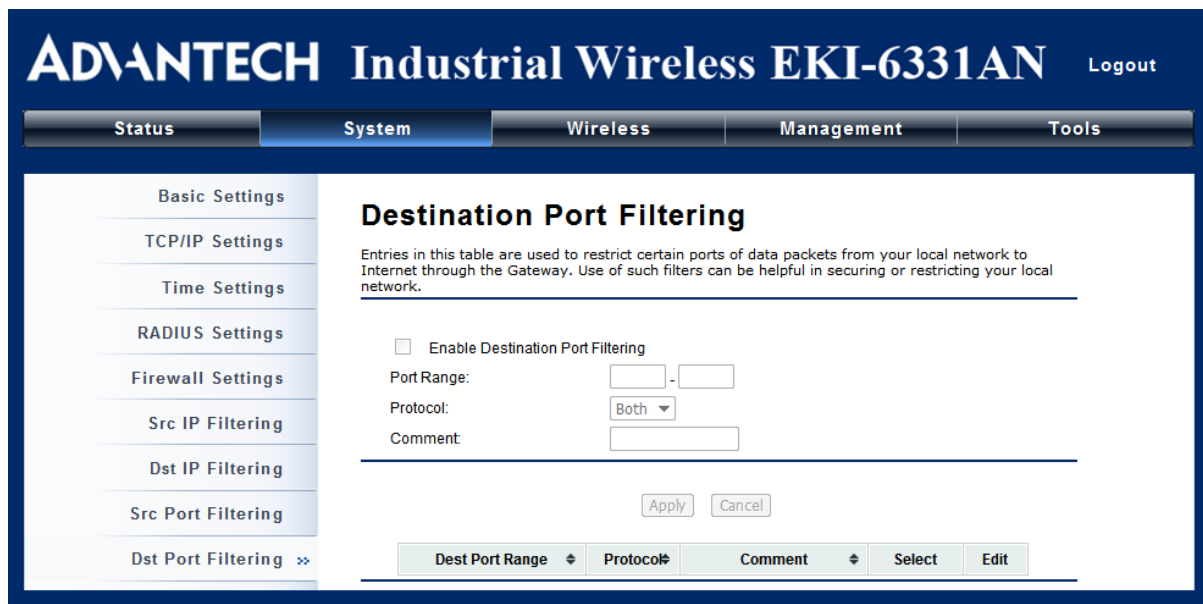 ADVANTECH Industrial Wireless EKI-6331AN Logout
Status System Wireless Management Tools
Basic Settings
TCP/IP Settings
Time Settings
RADIUS Settings
Firewall Settings
Src IP Filtering
Dst IP Filtering
Src Port Filtering
Dst Port Filtering »
Destination Port Filtering
Entries in this table are used to restrict certain ports of data packets from your local network to
Internet through the Gateway. Use of such filters can be helpful in securing or restricting your local
network.
Enable Destination Port Filtering
Port Range: -
Protocol: Both
Comment:
Apply Cancel
Dest Port Range Protocol Comment Select Edit